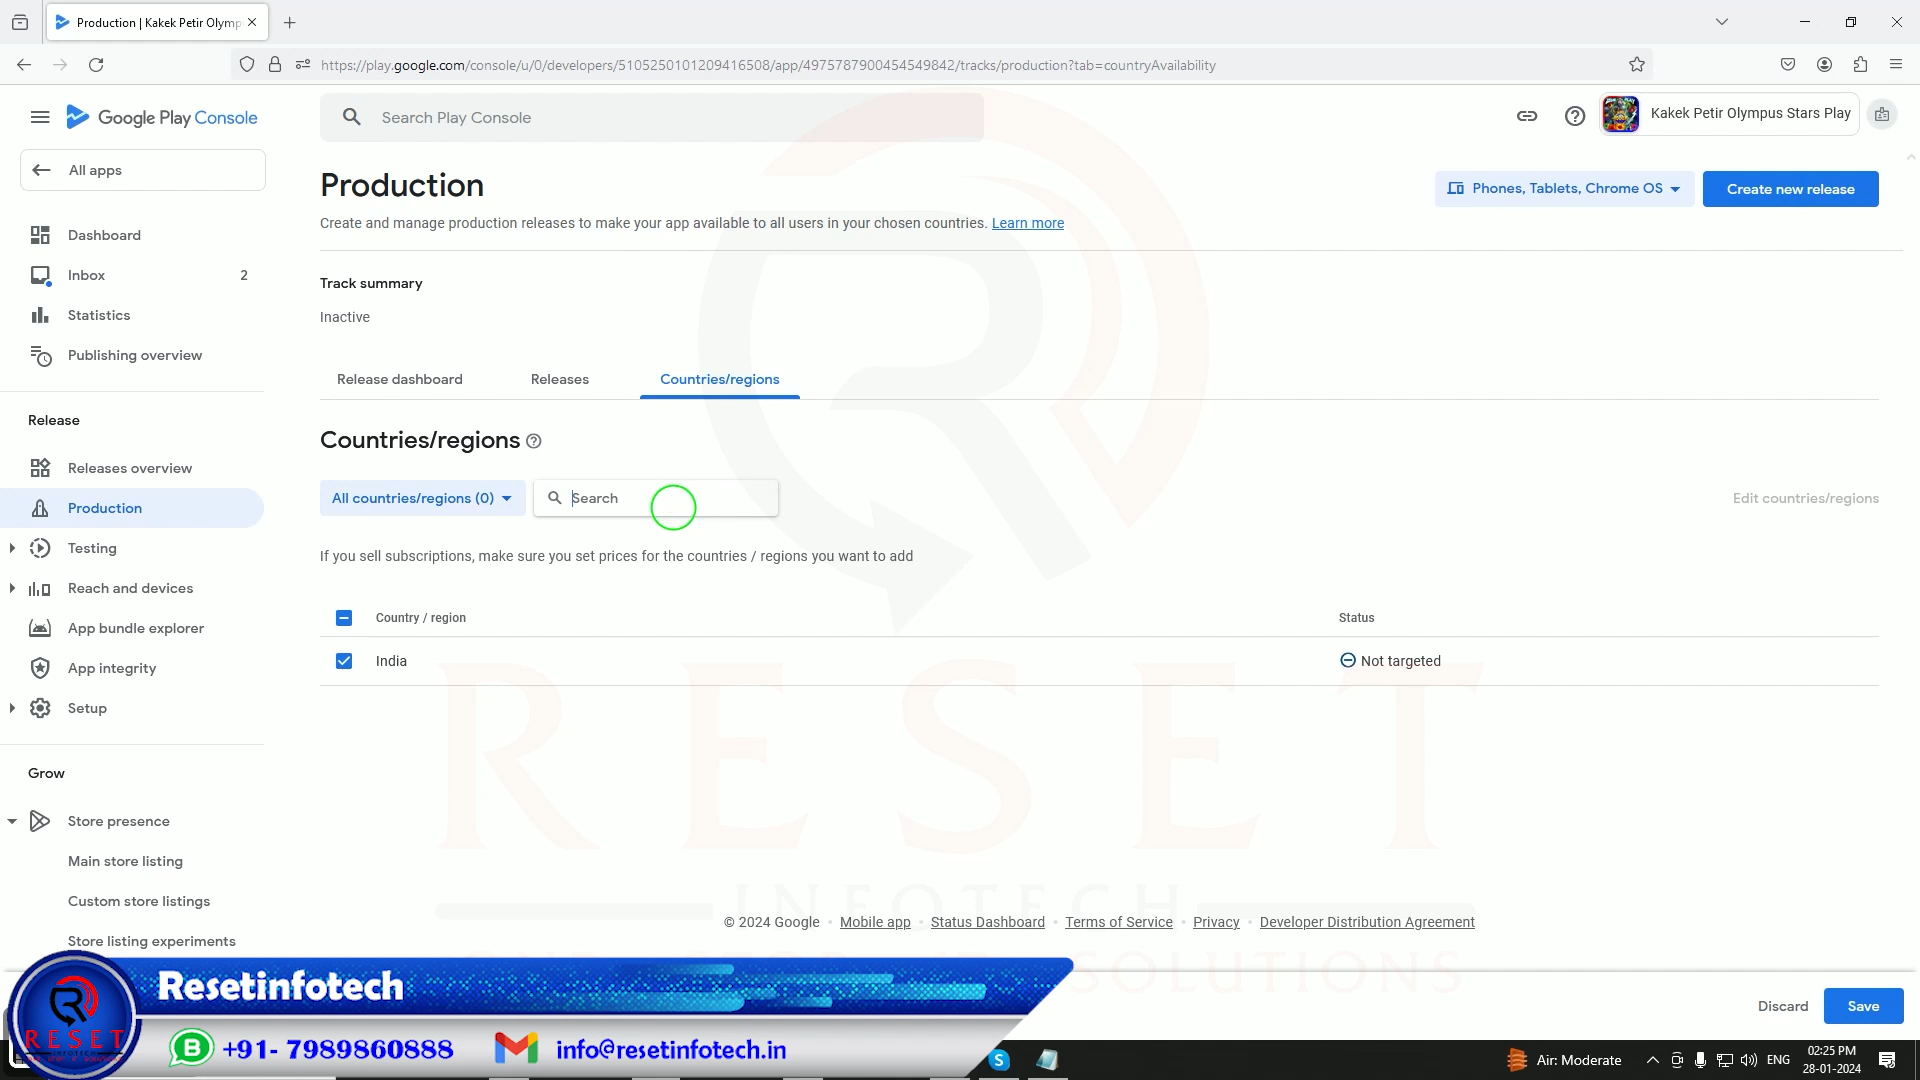 Production | Kakek Petir Olymp
https://play.google.com/console/u/0/developers/5105250101209416508/app/4975787900454549842/tracks/production?tab=countryAvailability
Google Play Console
Search Play Console
Kakek Petir Olympus Stars Play
All apps
Dashboard
Inbox 2
Statistics
Publishing overview
Release
Releases overview
Production
Testing
Reach and devices
App bundle explorer
App integrity
Setup
Grow
Store presence
Main store listing
Custom store listings
Store listing experiments
Production
Phones, Tablets, Chrome OS
Create new release
Create and manage production releases to make your app available to all users in your chosen countries. Learn more
Track summary
Inactive
Release dashboard Releases Countries/regions
Countries/regions
All countries/regions (0) Search Edit countries/regions
If you sell subscriptions, make sure you set prices for the countries / regions you want to add
Country / region Status
India Not targeted
RESET
INFOTECH
SOLUTIONS
© 2024 Google • Mobile app • Status Dashboard • Terms of Service • Privacy • Developer Distribution Agreement
Discard Save
Resetinfotech
RESET
+91- 7989860888 info@resetinfotech.in
Air: Moderate ENG 02:25 PM
28-01-2024